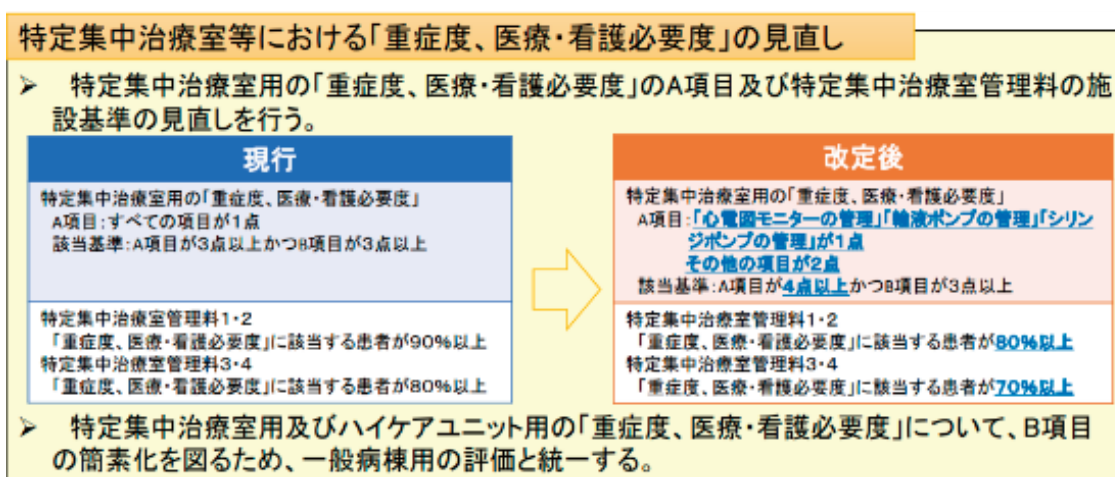 特定集中治療室等における「重症度、医療・看護必要度」の見直し
➢ 特定集中治療室用の「重症度、医療・看護必要度」のA項目及び特定集中治療室管理料の施
設基準の見直しを行う。
現行
特定集中治療室用の「重症度、医療・看護必要度」
A項目：すべての項目が1点
該当基準：A項目が3点以上かつB項目が3点以上
特定集中治療室管理料1・2
「重症度、医療・看護必要度」に該当する患者が90%以上
特定集中治療室管理料3・4
「重症度、医療・看護必要度」に該当する患者が80%以上
改定後
特定集中治療室用の「重症度、医療・看護必要度」
A項目：「心電図モニターの管理」「輸液ポンプの管理」「シリン
ジポンプの管理」が1点
その他の項目が2点
該当基準：A項目が4点以上かつB項目が3点以上
特定集中治療室管理料1・2
「重症度、医療・看護必要度」に該当する患者が80%以上
特定集中治療室管理料3・4
「重症度、医療・看護必要度」に該当する患者が70%以上
➢ 特定集中治療室用及びハイケアユニット用の「重症度、医療・看護必要度」について、B項目
の簡素化を図るため、一般病棟用の評価と統一する。